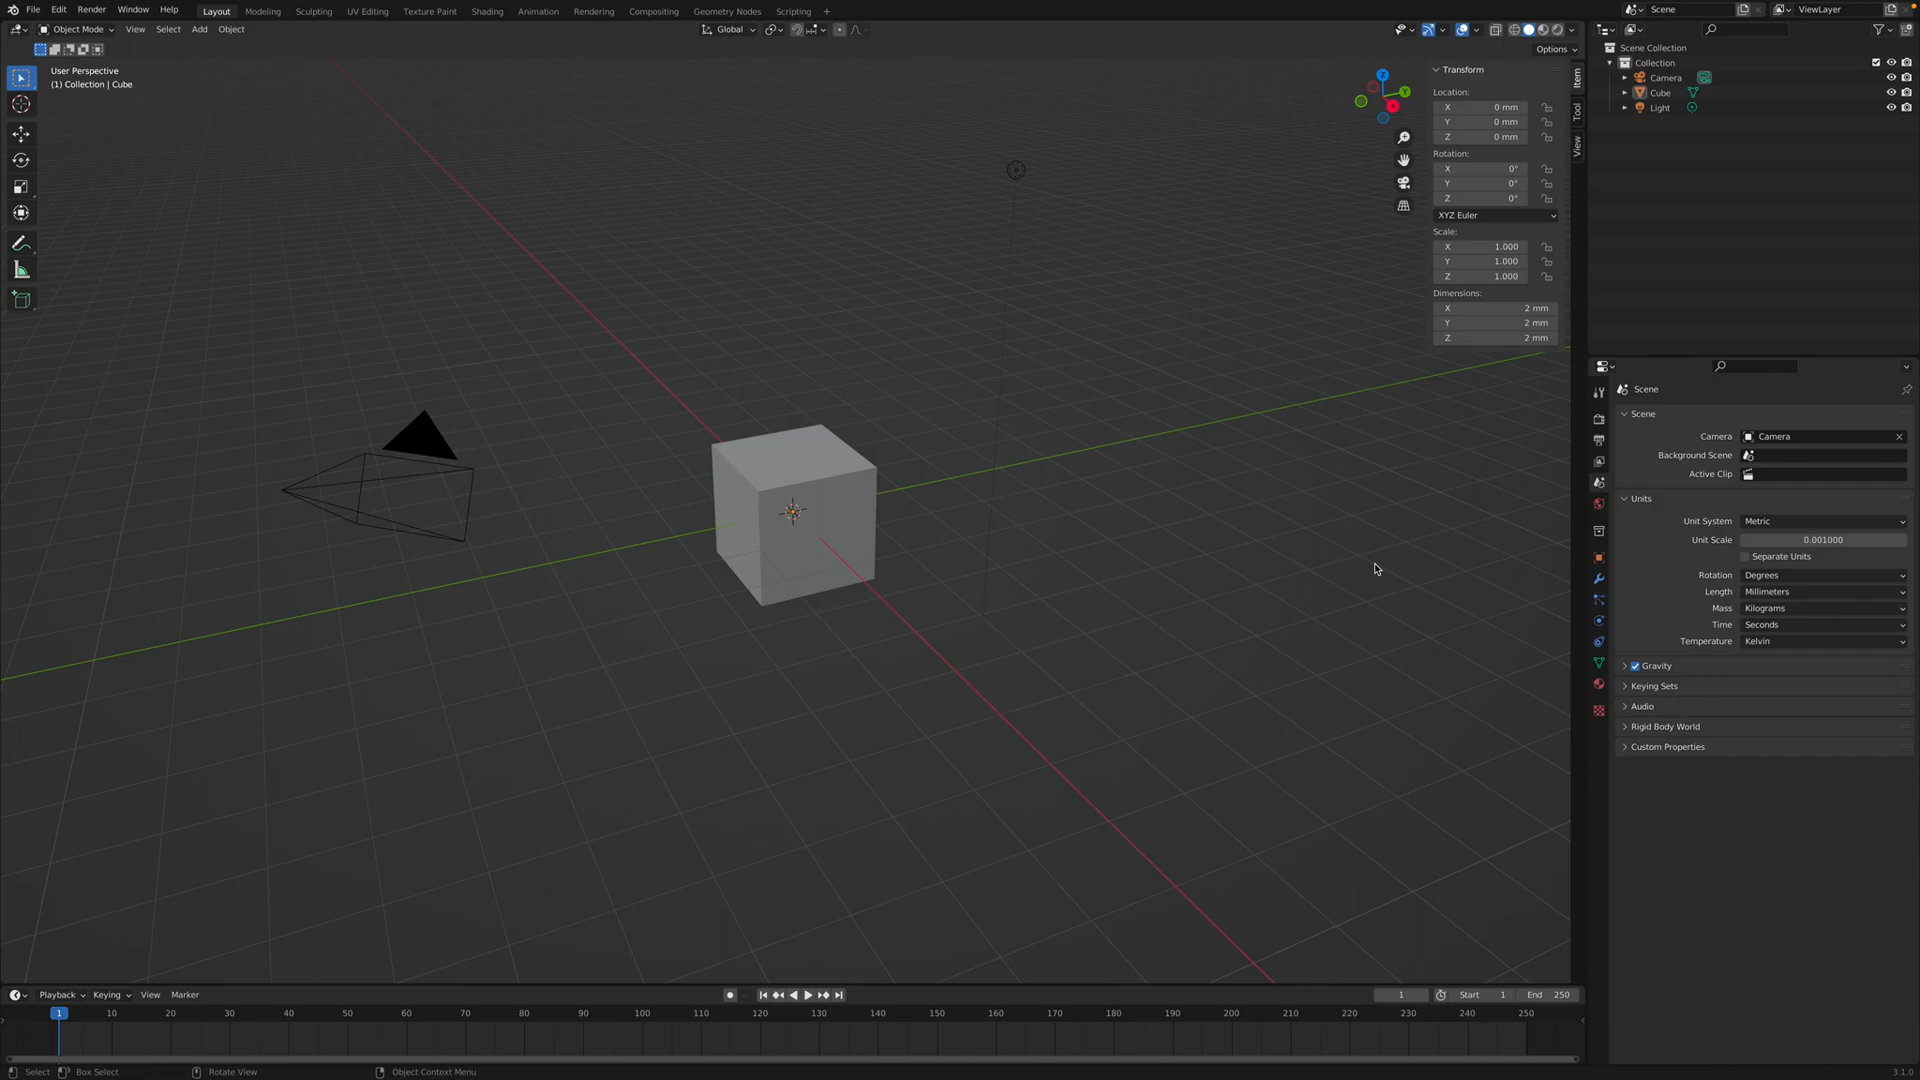 File Edit Render Window Help Layout Modeling Sculpting UV Editing Texture Paint Shading Animation Rendering Compositing Geometry Nodes Scripting + Scene ViewLayer
Object Mode View Select Add Object Global
Options
User Perspective
(1) Collection | Cube
Z
Y
X
Transform
Location:
X 0 mm
Y 0 mm
Z 0 mm
Rotation:
X 0°
Y 0°
Z 0°
XYZ Euler
Scale:
X 1.000
Y 1.000
Z 1.000
Dimensions:
X 2 mm
Y 2 mm
Z 2 mm
Item
Tool
View
Scene Collection
Collection
Camera
Cube
Light
Scene
Scene
Camera Camera
Background Scene
Active Clip
Units
Unit System Metric
Unit Scale 0.001000
Separate Units
Rotation Degrees
Length Millimeters
Mass Kilograms
Time Seconds
Temperature Kelvin
Gravity
Keying Sets
Audio
Rigid Body World
Custom Properties
Playback Keying View Marker 1 Start 1 End 250
1 10 20 30 40 50 60 70 80 90 100 110 120 130 140 150 160 170 180 190 200 210 220 230 240 250
Select Box Select Rotate View Object Context Menu 3.1.0